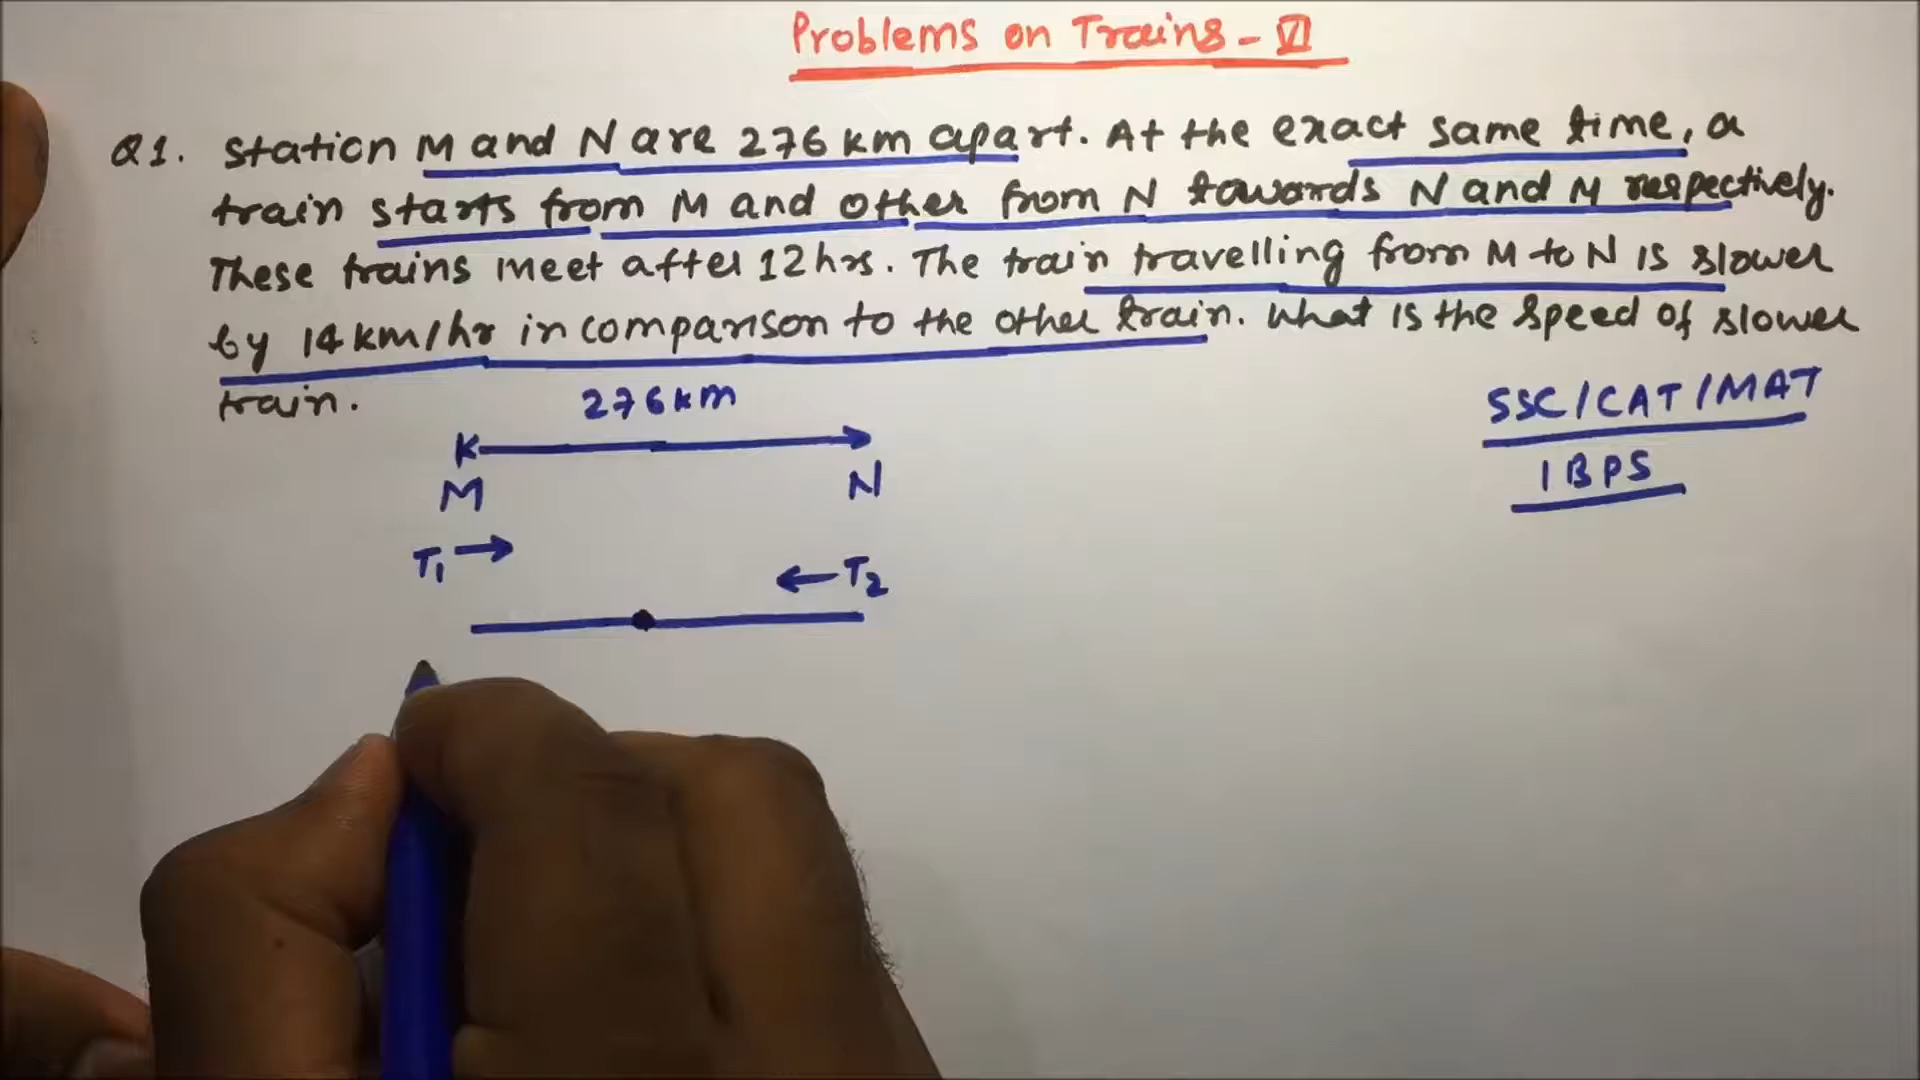 Problems on Trains - VI
Q1. Station M and N are 276 km apart. At the exact same time, a
train starts from M and other from N towards N and M respectively.
These trains meet after 12 hrs. The train travelling from M to N is slower
by 14 km/hr in comparison to the other train. What is the speed of slower
train.
276 km
SSC/CAT/MAT
IBPS
M N
T1 → ← T2